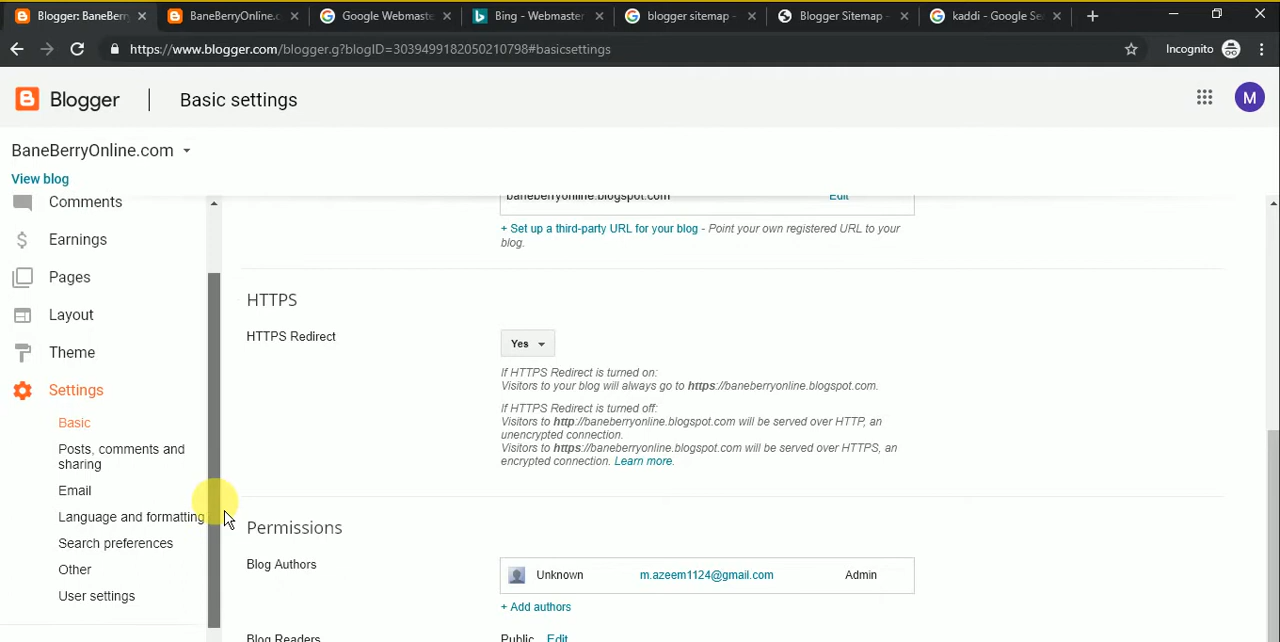 Blogger: BaneBerry
BaneBerryOnline.c
Google Webmaste
Bing - Webmaster
blogger sitemap -
Blogger Sitemap -
kaddi - Google Se
https://www.blogger.com/blogger.g?blogID=3039499182050210798#basicsettings
Incognito
Blogger
Basic settings
M
BaneBerryOnline.com
View blog
Comments
Earnings
Pages
Layout
Theme
Settings
Basic
Posts, comments and
sharing
Email
Language and formatting
Search preferences
Other
User settings
baneberryonline.blogspot.com Edit
+ Set up a third-party URL for your blog - Point your own registered URL to your
blog.
HTTPS
HTTPS Redirect
Yes
If HTTPS Redirect is turned on:
Visitors to your blog will always go to https://baneberryonline.blogspot.com.
If HTTPS Redirect is turned off:
Visitors to http://baneberryonline.blogspot.com will be served over HTTP, an
unencrypted connection.
Visitors to https://baneberryonline.blogspot.com will be served over HTTPS, an
encrypted connection. Learn more.
Permissions
Blog Authors
Unknown m.azeem1124@gmail.com Admin
+ Add authors
Blog Readers
Public Edit